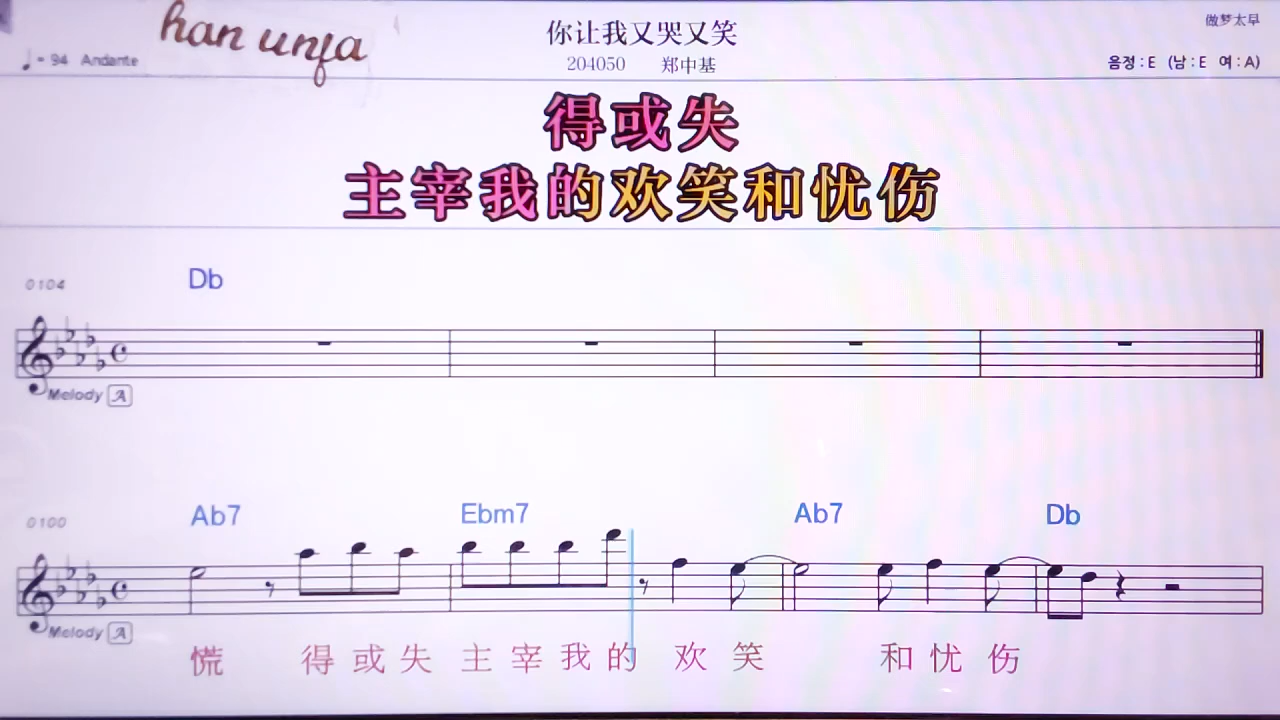 han unja
你让我又哭又笑
做梦太早
♩= 94 Andante
204050 郑中基
음정 : E (남 : E 여 : A)
得或失
主宰我的欢笑和忧伤
0104
Db
Melody A
0100
Ab7 Ebm7 Ab7 Db
Melody A
慌 得或失主宰我的 欢笑 和忧伤